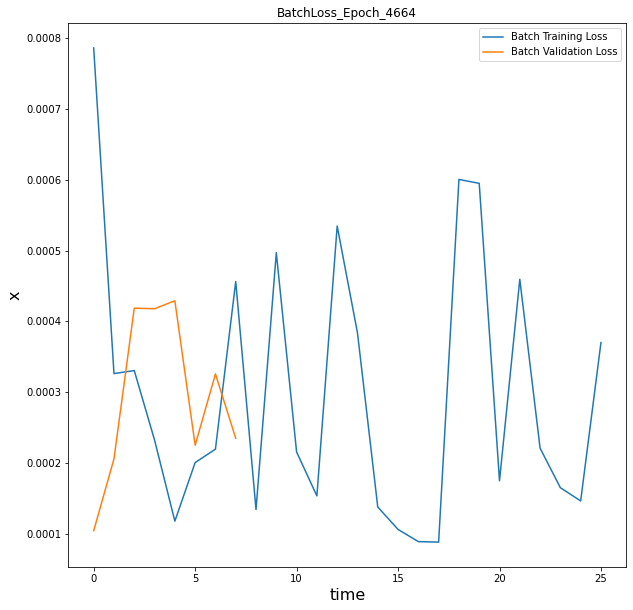 BatchLoss_Epoch_4664
Batch Training Loss
Batch Validation Loss
0.0008
0.0007
0.0006
0.0005
0.0004
0.0003
0.0002
0.0001
x
0 5 10 15 20 25
time